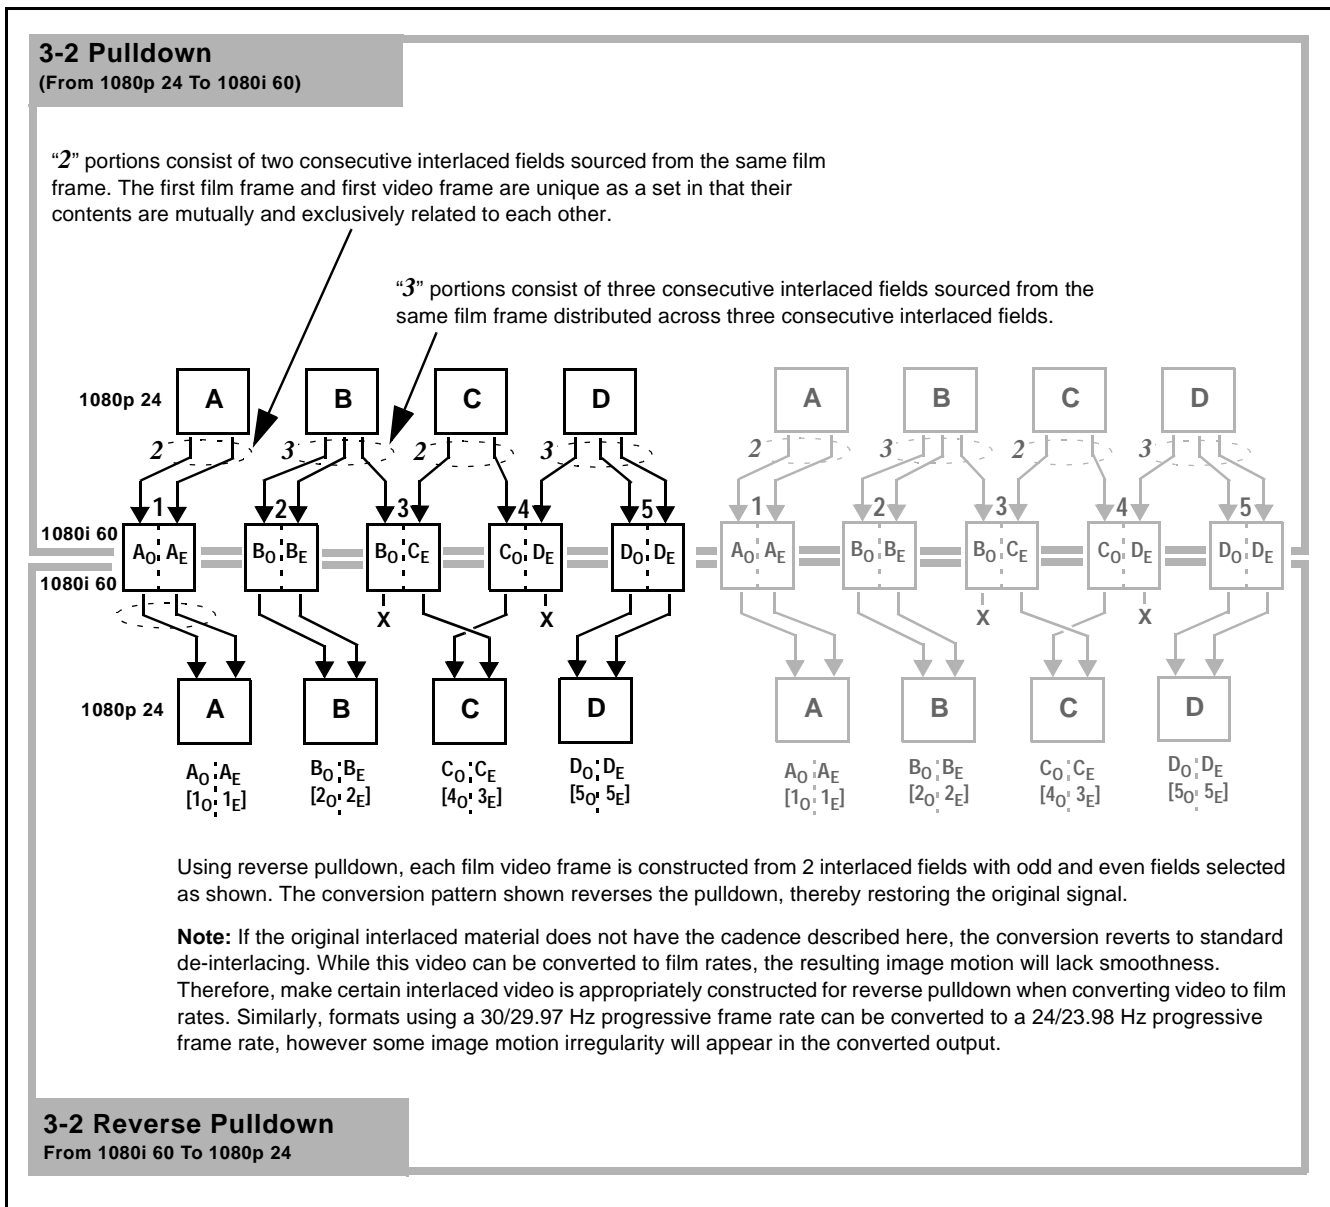 3-2 Pulldown
(From 1080p 24 To 1080i 60)
“2” portions consist of two consecutive interlaced fields sourced from the same film
frame. The first film frame and first video frame are unique as a set in that their
contents are mutually and exclusively related to each other.
“3” portions consist of three consecutive interlaced fields sourced from the
same film frame distributed across three consecutive interlaced fields.
1080p 24 A B C D A B C D
2 3 2 3 2 3 2 3
1 2 3 4 5 1 2 3 4 5
1080i 60
AO AE BO BE BO CE CO DE DO DE AO AE BO BE BO CE CO DE DO DE
1080i 60
X X X X
1080p 24 A B C D A B C D
AO AE BO BE CO CE DO DE AO AE BO BE CO CE DO DE
[1O 1E] [2O 2E] [4O 3E] [5O 5E] [1O 1E] [2O 2E] [4O 3E] [5O 5E]
Using reverse pulldown, each film video frame is constructed from 2 interlaced fields with odd and even fields selected
as shown. The conversion pattern shown reverses the pulldown, thereby restoring the original signal.
Note: If the original interlaced material does not have the cadence described here, the conversion reverts to standard
de-interlacing. While this video can be converted to film rates, the resulting image motion will lack smoothness.
Therefore, make certain interlaced video is appropriately constructed for reverse pulldown when converting video to film
rates. Similarly, formats using a 30/29.97 Hz progressive frame rate can be converted to a 24/23.98 Hz progressive
frame rate, however some image motion irregularity will appear in the converted output.
3-2 Reverse Pulldown
From 1080i 60 To 1080p 24